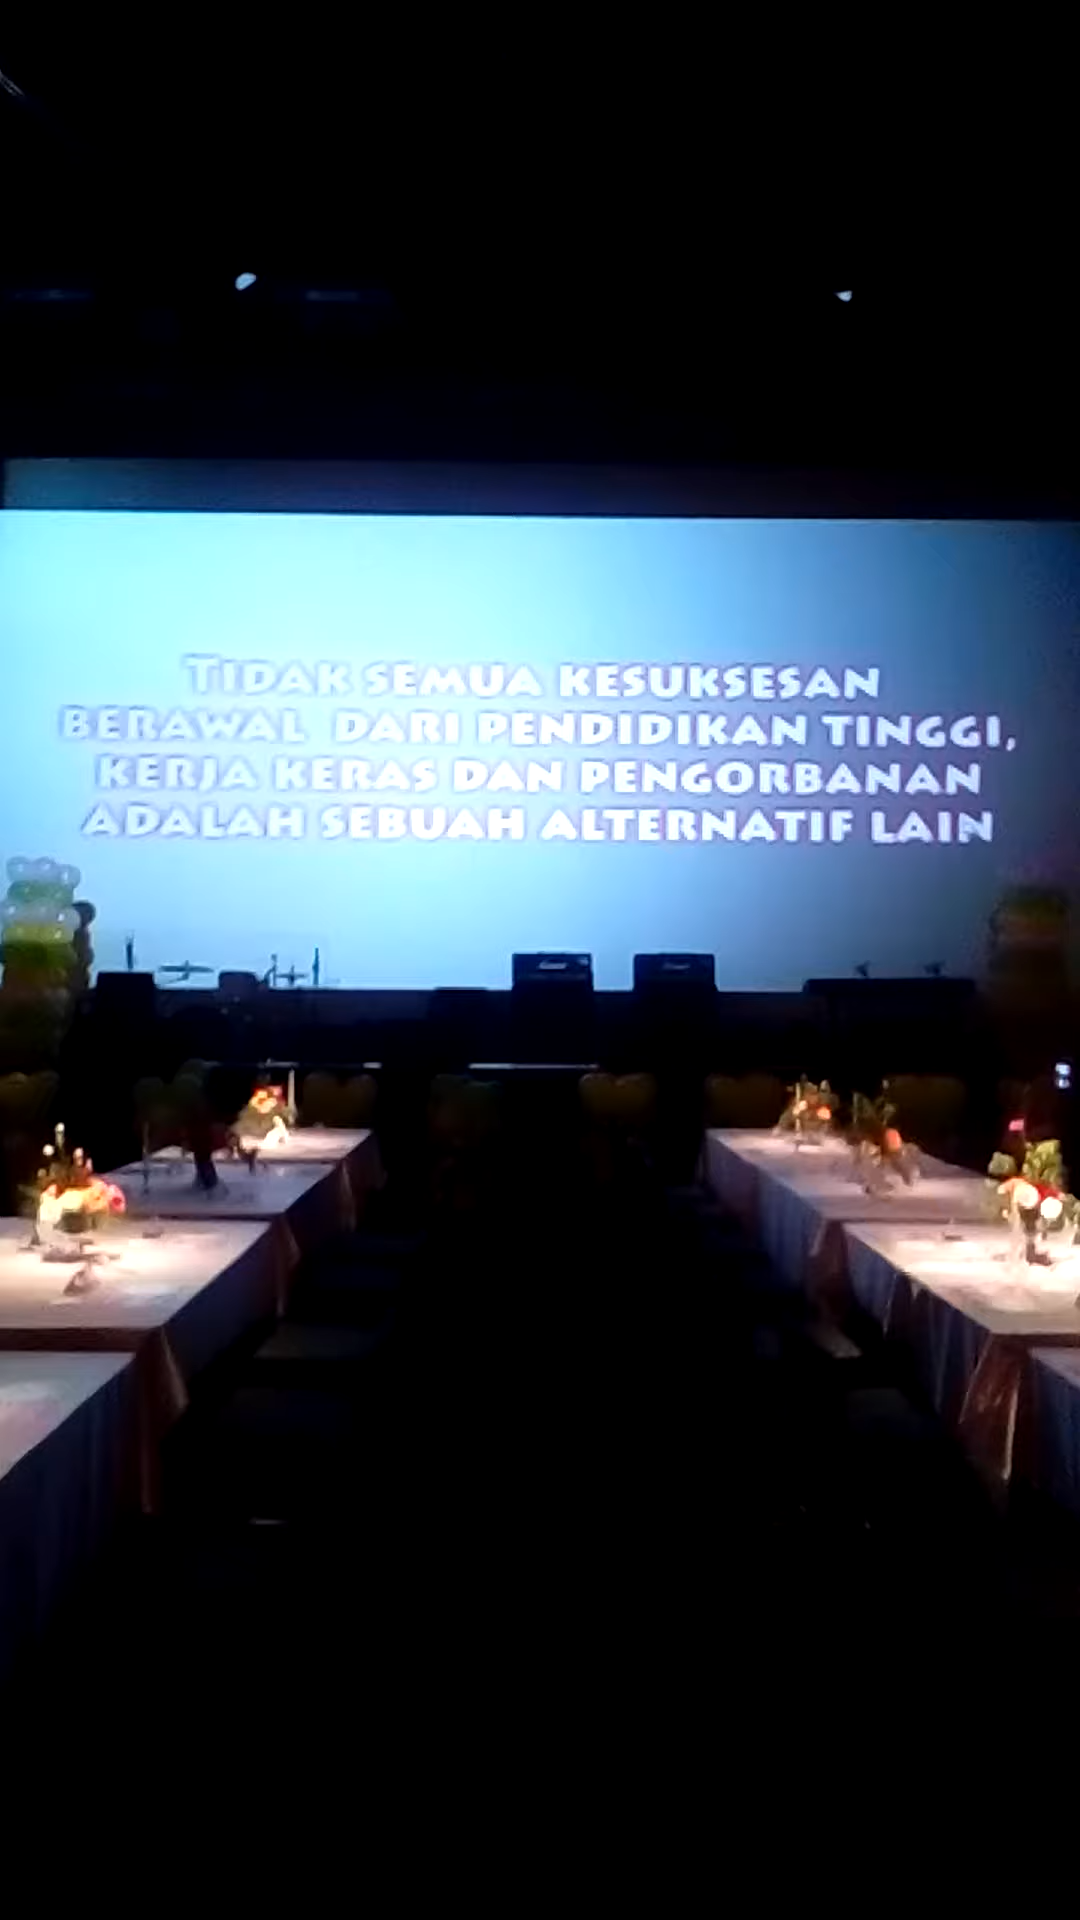 Tidak semua kesuksesan
berawal dari pendidikan tinggi,
kerja keras dan pengorbanan
adalah sebuah alternatif lain